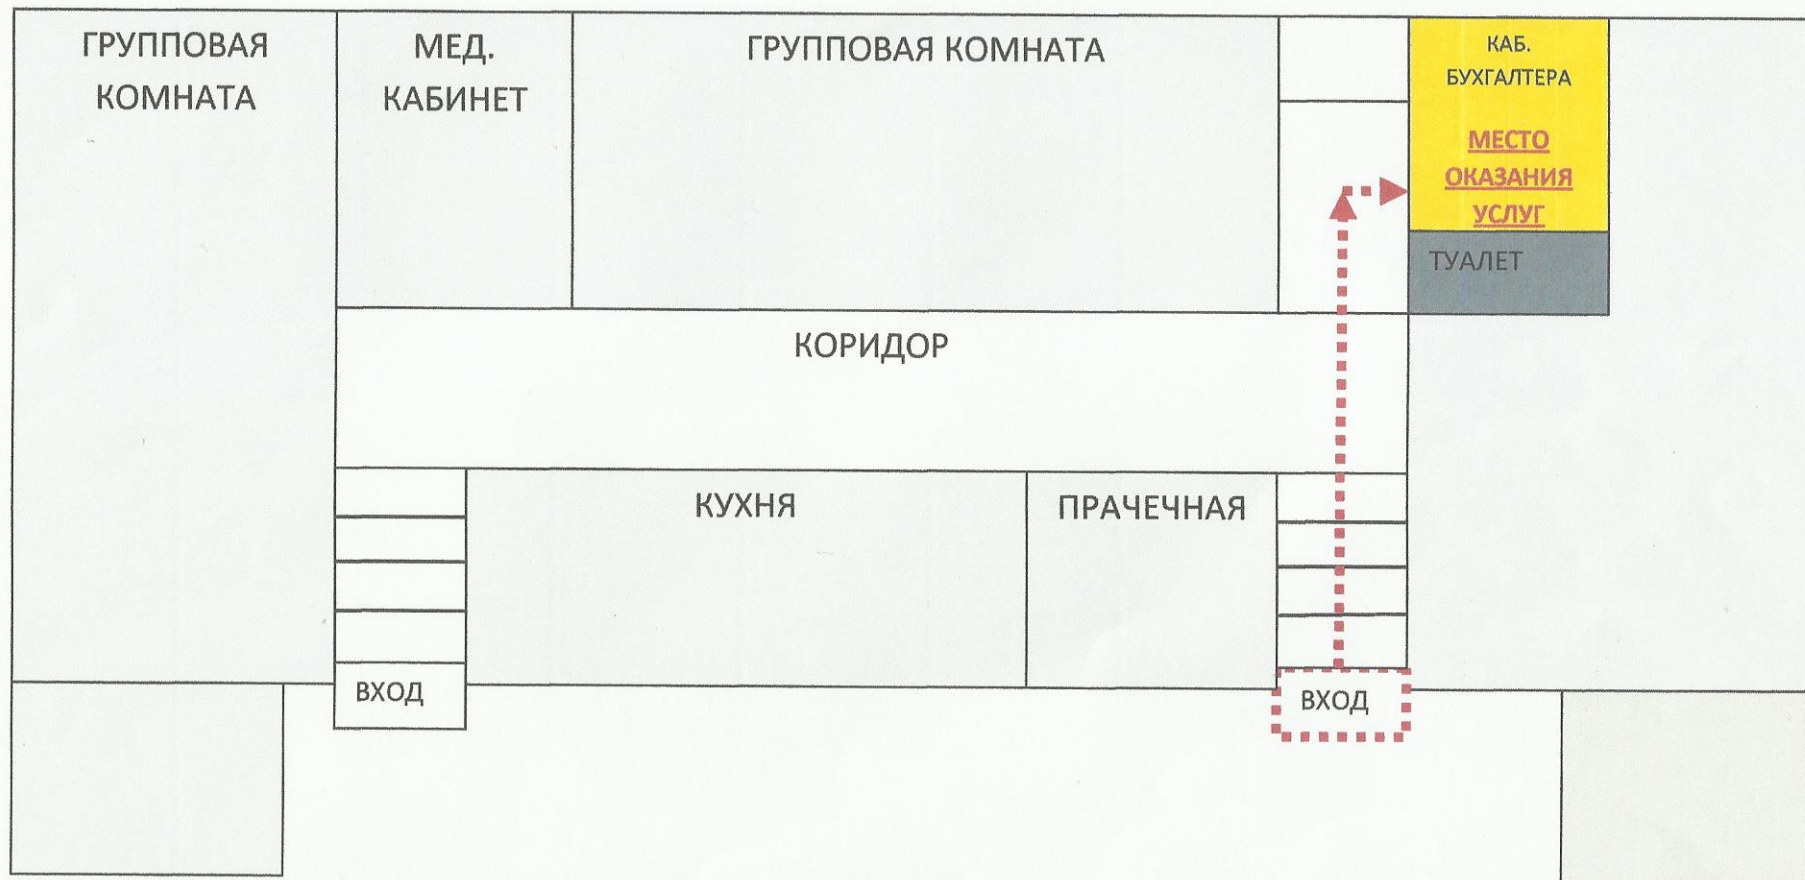 ГРУППОВАЯ
КОМНАТА
МЕД.
КАБИНЕТ
ГРУППОВАЯ КОМНАТА
КАБ.
БУХГАЛТЕРА
МЕСТО
ОКАЗАНИЯ
УСЛУГ
ТУАЛЕТ
КОРИДОР
КУХНЯ
ПРАЧЕЧНАЯ
ВХОД
ВХОД